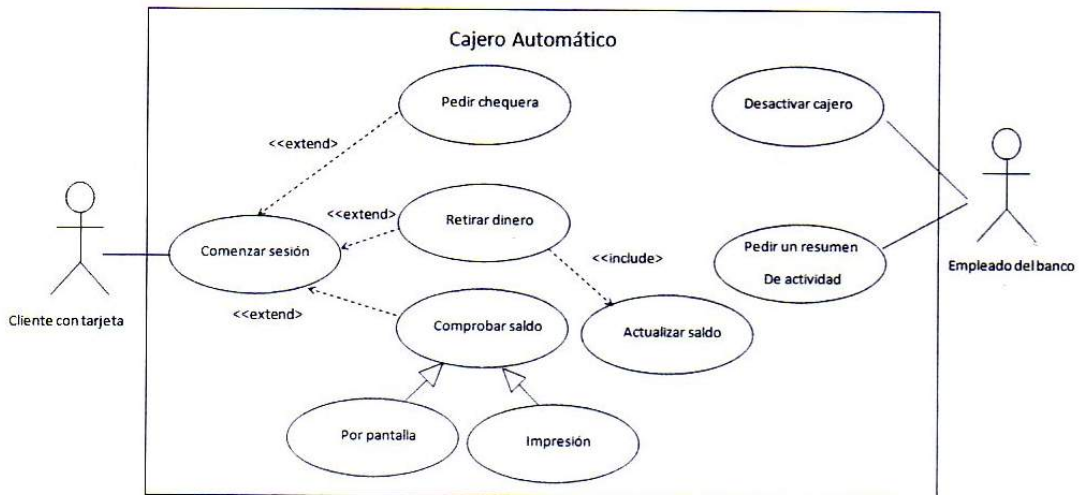 Cajero Automático
Pedir chequera
Desactivar cajero
<<extend>
<<extend>
Retirar dinero
Comenzar sesión
<<include>
Pedir un resumen
De actividad
Empleado del banco
<<extend>
Cliente con tarjeta
Comprobar saldo
Actualizar saldo
Por pantalla
Impresión